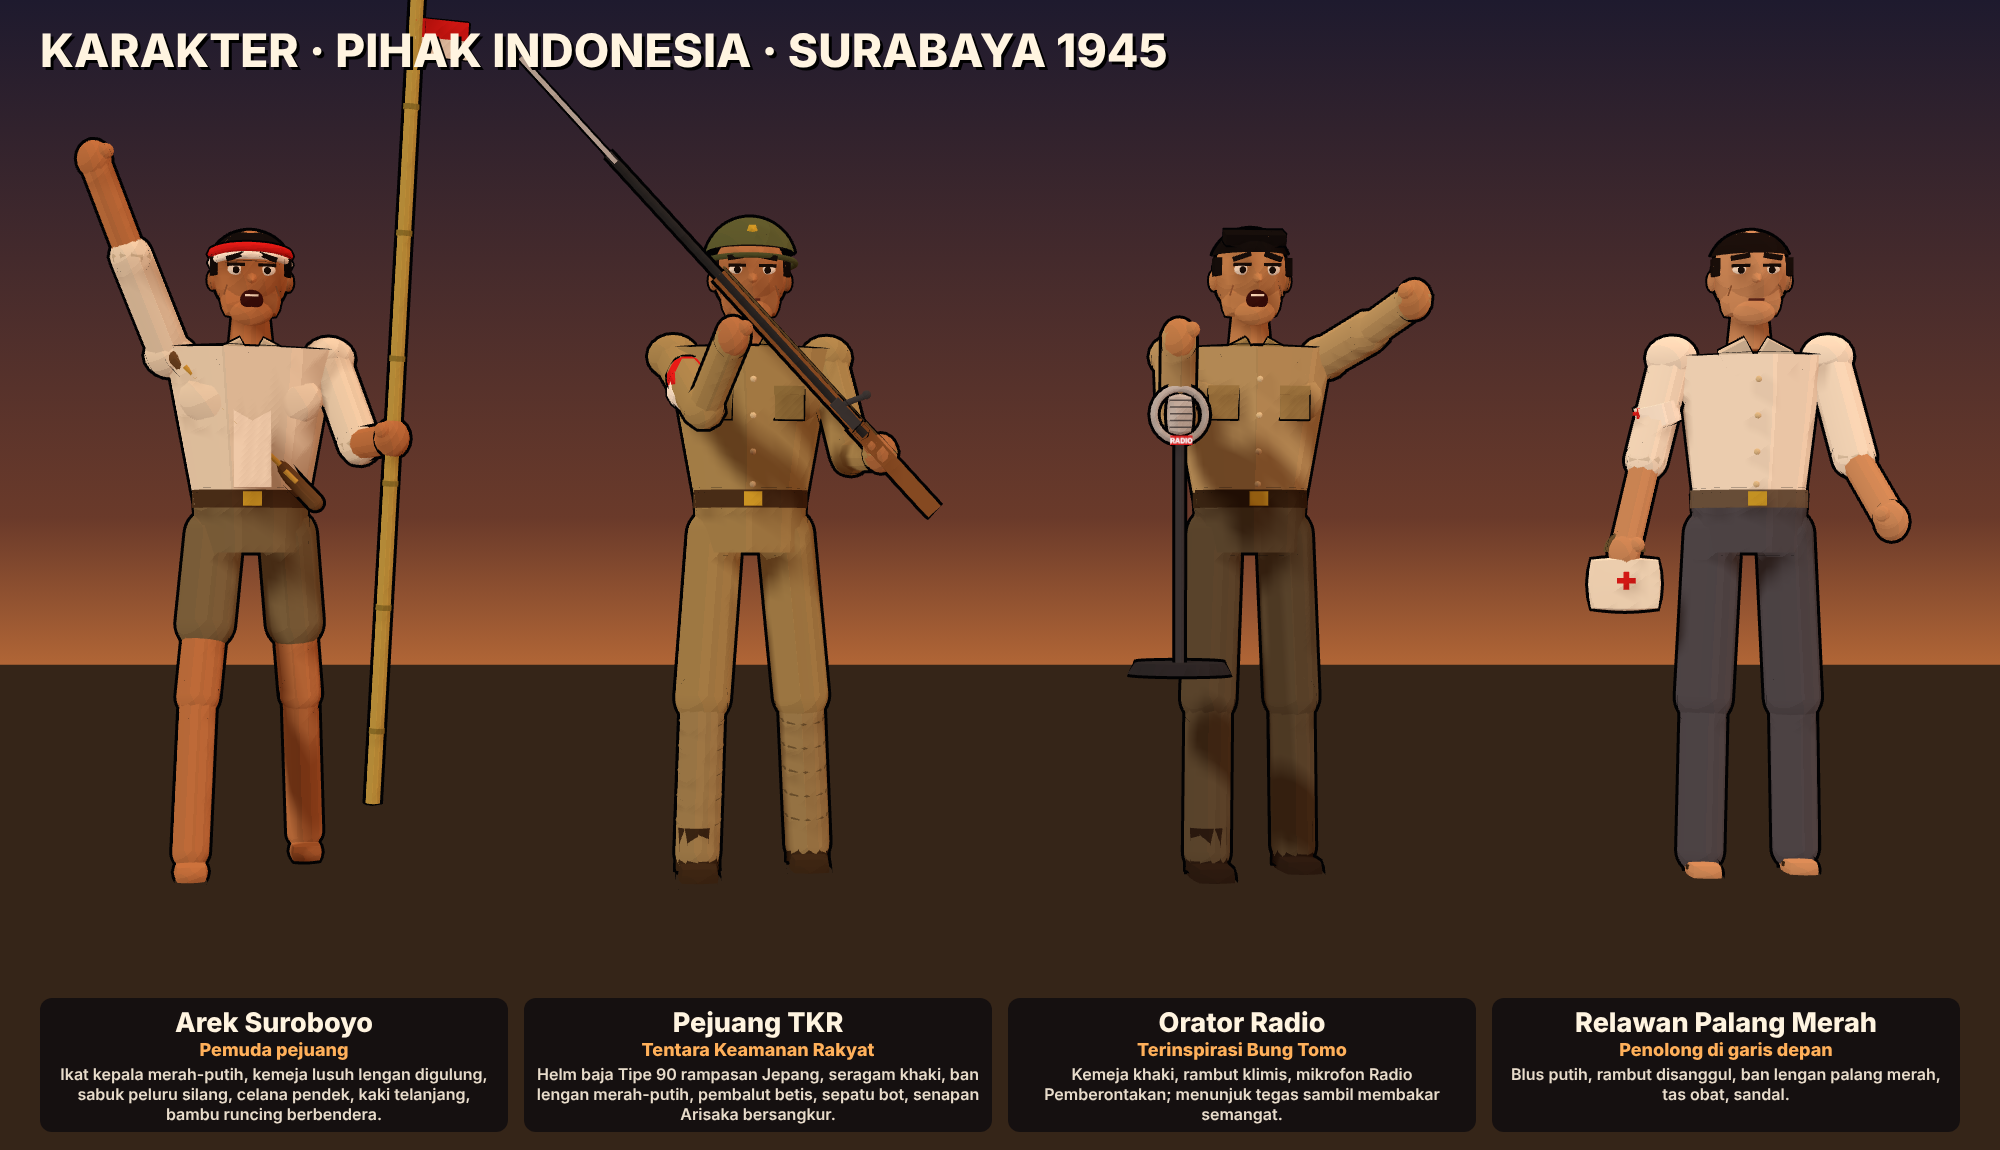 KARAKTER · PIHAK INDONESIA · SURABAYA 1945
RADIO
Arek Suroboyo
Pemuda pejuang
Ikat kepala merah-putih, kemeja lusuh lengan digulung,
sabuk peluru silang, celana pendek, kaki telanjang,
bambu runcing berbendera.
Pejuang TKR
Tentara Keamanan Rakyat
Helm baja Tipe 90 rampasan Jepang, seragam khaki, ban
lengan merah-putih, pembalut betis, sepatu bot, senapan
Arisaka bersangkur.
Orator Radio
Terinspirasi Bung Tomo
Kemeja khaki, rambut klimis, mikrofon Radio
Pemberontakan; menunjuk tegas sambil membakar
semangat.
Relawan Palang Merah
Penolong di garis depan
Blus putih, rambut disanggul, ban lengan palang merah,
tas obat, sandal.